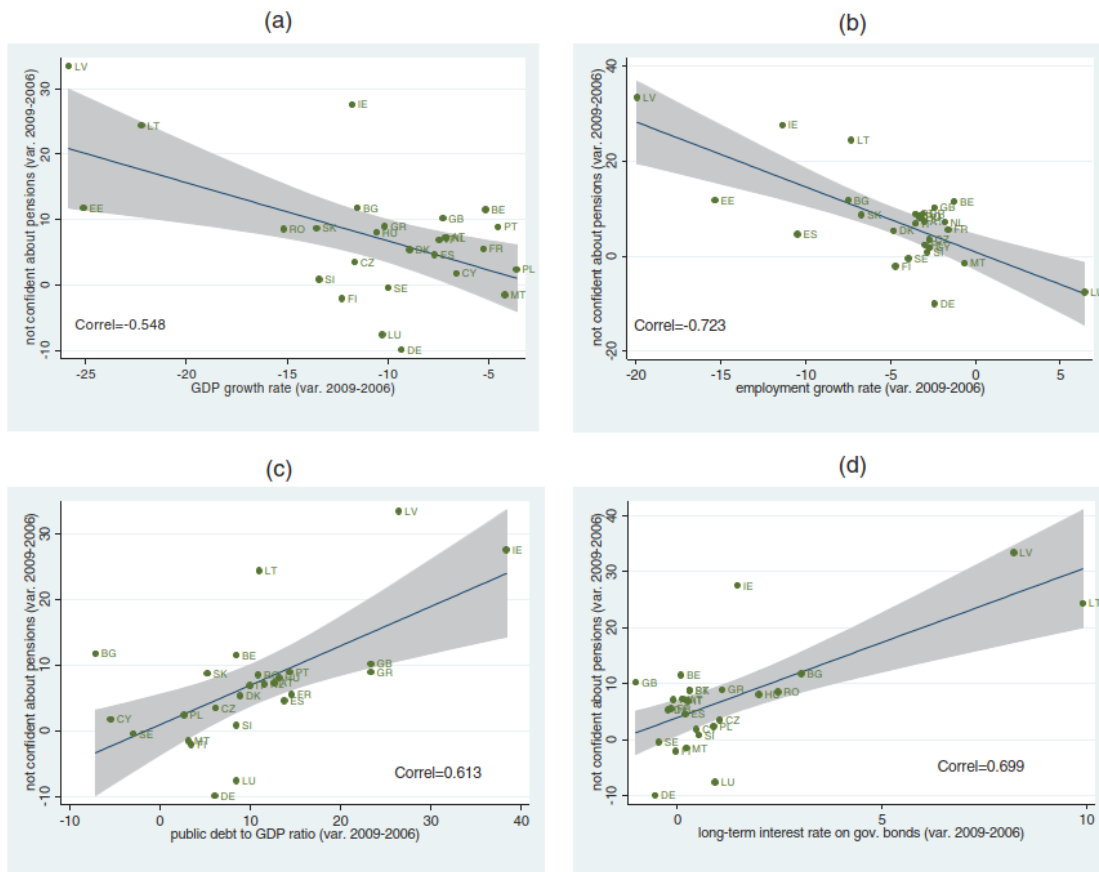 (a)
not confident about pensions (var. 2009-2006)
30
20
10
0
-10
LV
IE
LT
EE
BG
BE
GB
PT
GR
RO
SK
HU
AT
DK
FR
ES
CZ
PL
CY
SI
SE
MT
FI
LU
DE
Correl=-0.548
-25
-20
-15
-10
-5
GDP growth rate (var. 2009-2006)
(b)
not confident about pensions (var. 2009-2006)
40
20
0
-20
LV
IE
LT
EE
BG
BE
GB
SK
NL
FR
DK
ES
SE
MT
FI
DE
Correl=-0.723
-20
-15
-10
-5
0
5
employment growth rate (var. 2009-2006)
(c)
not confident about pensions (var. 2009-2006)
30
20
10
0
-10
LV
IE
LT
BG
BE
GB
GR
SK
PT
AT
DK
ES
CZ
PL
CY
SI
SE
MT
FI
LU
DE
Correl=0.613
-10
0
10
20
30
40
public debt to GDP ratio (var. 2009-2006)
(d)
not confident about pensions (var. 2009-2006)
40
30
20
10
0
-10
LV
IE
LT
BG
BE
GB
GR
HU
RO
ES
CZ
PL
SI
SE
MT
LU
DE
Correl=0.699
0
5
10
long-term interest rate on gov. bonds (var. 2009-2006)